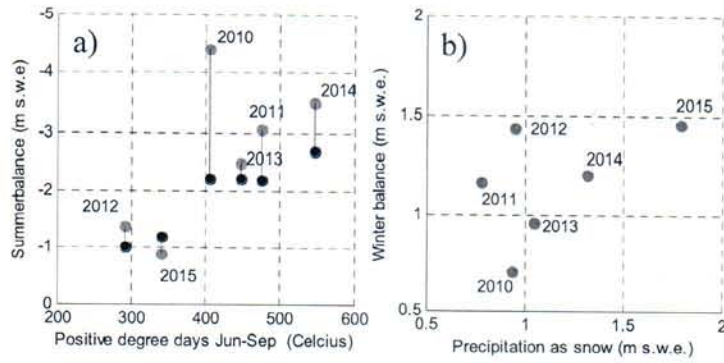 a)
Summerbalance (m s.w.e)
-5
-4
-3
-2
-1
0
2010
2011
2014
2013
2012
2015
200 300 400 500 600
Positive degree days Jun-Sep (Celcius)
b)
Winter balance (m s.w.e.)
2
1.5
1
0.5
2015
2012
2014
2011
2013
2010
0.5 1 1.5 2
Precipitation as snow (m s.w.e.)